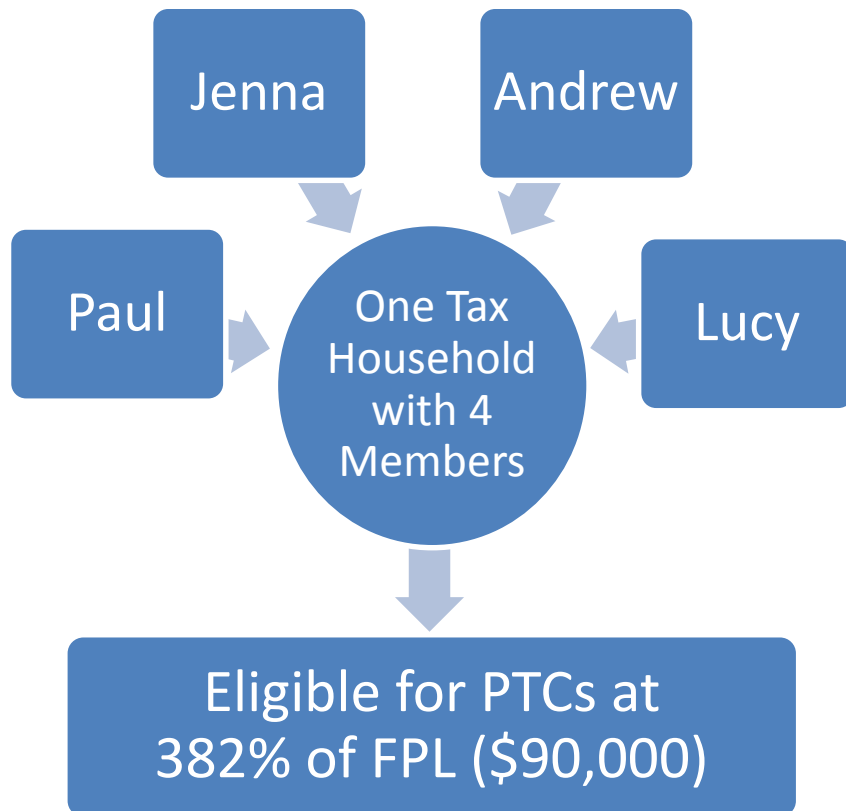 Jenna
Andrew
Paul
Lucy
One Tax
Household
with 4
Members
Eligible for PTCs at
382% of FPL ($90,000)